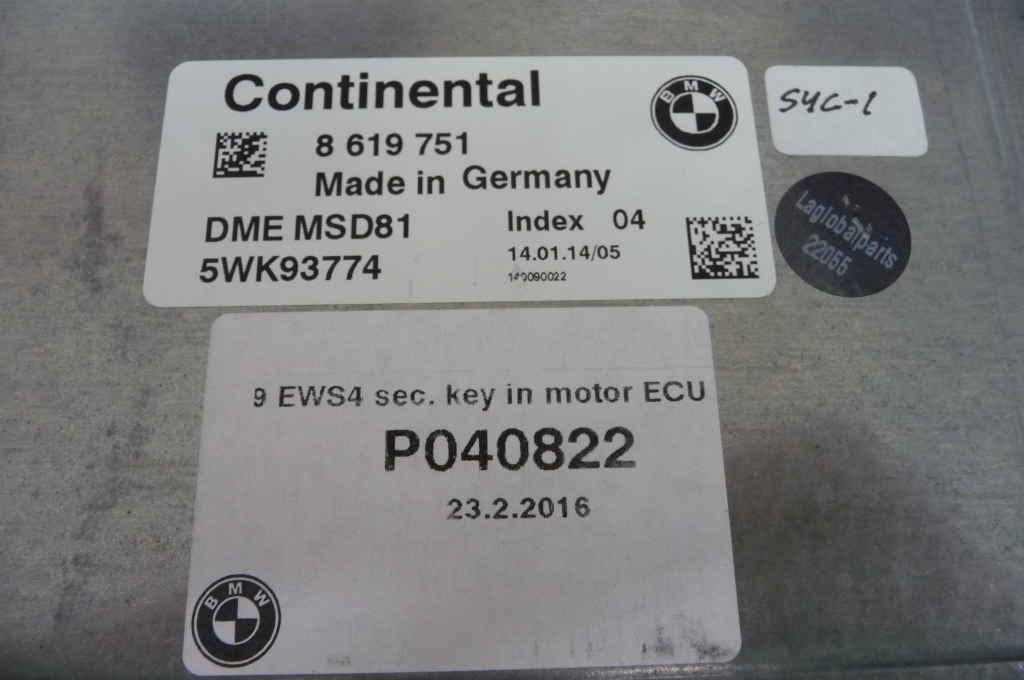 Continental
BMW
8 619 751
Made in Germany
DME MSD81
Index 04
5WK93774
14.01.14/05
S4C-1
Laglobalparts
22055
9 EWS4 sec. key in motor ECU
P040822
23.2.2016
BMW